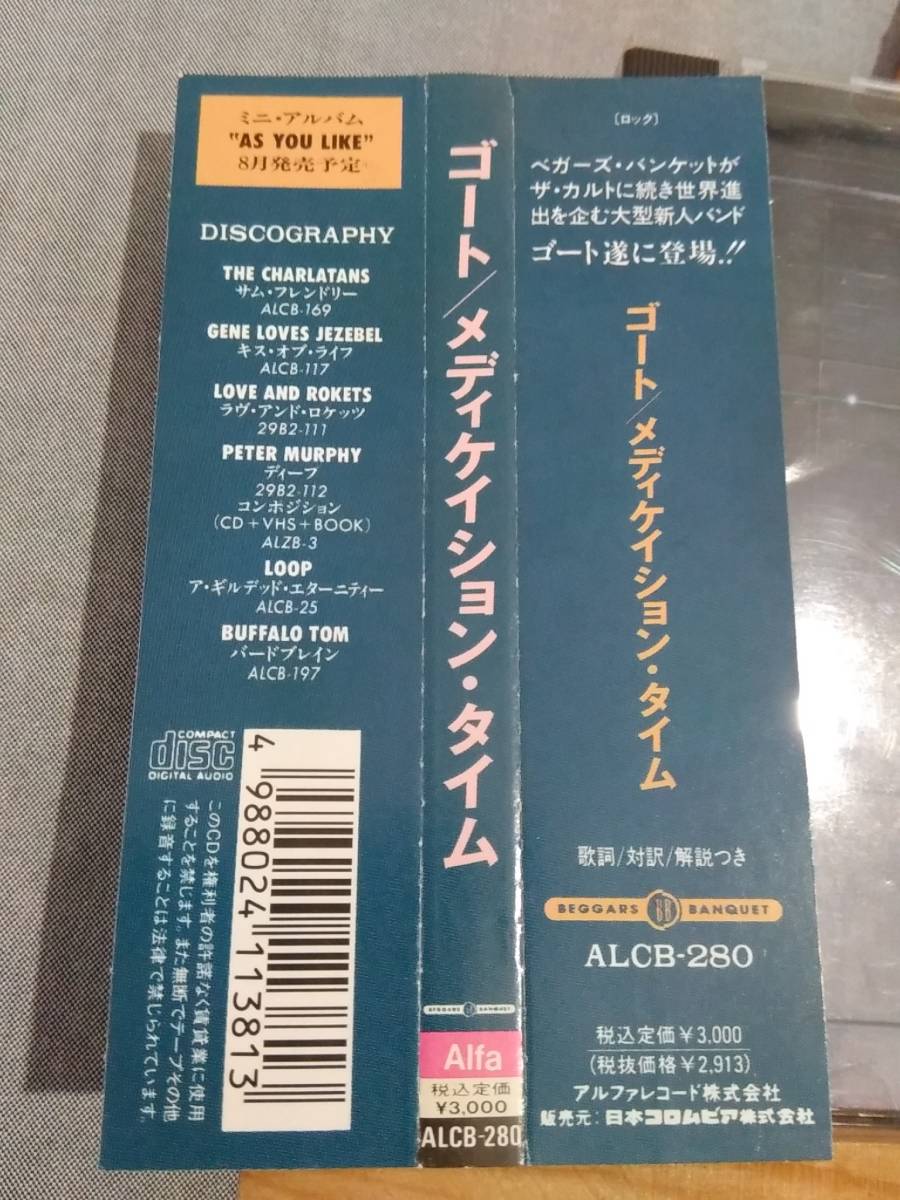 ミニ・アルバム
"AS YOU LIKE"
8月発売予定
DISCOGRAPHY
THE CHARLATANS
サム・フレンドリー
ALCB-169
GENE LOVES JEZEBEL
キス・オブ・ライフ
ALCB-117
LOVE AND ROKETS
ラヴ・アンド・ロケッツ
29B2-111
PETER MURPHY
ディープ
29B2-112
コンポジション
(CD+VHS+BOOK)
ALZB-3
LOOP
ア・ギルデッド・エターニティー
ALCB-25
BUFFALO TOM
バードブレイン
ALCB-197
COMPACT
disc
DIGITAL AUDIO
4 988024 113813
このCDを権利者の許諾なく賃貸業に使用
することを禁じます。また無断でテープその他
に録音することは法律で禁じられています。
ゴート/メディケイション・タイム
BEGGARS BB BANQUET
Alfa
税込定価
¥3,000
ALCB-280
〔ロック〕
ベガーズ・バンケットが
ザ・カルトに続き世界進
出を企む大型新人バンド
ゴート遂に登場!!
ゴート/メディケイション・タイム
歌詞/対訳/解説つき
BEGGARS BB BANQUET
ALCB-280
税込定価¥3,000
(税抜価格¥2,913)
アルファレコード株式会社
販売元:日本コロムビア株式会社